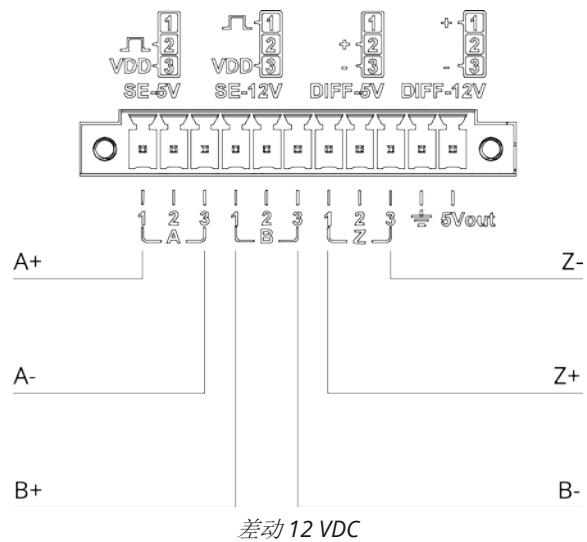 1 1 1 + 1
2 2 + 2 2
VDD 3 VDD 3 - 3 - 3
SE-5V SE-12V DIFF-5V DIFF-12V
1 2 3 1 2 3 1 2 3 5Vout
A B Z
A+ Z-
A- Z+
B+ B-
差动 12 VDC